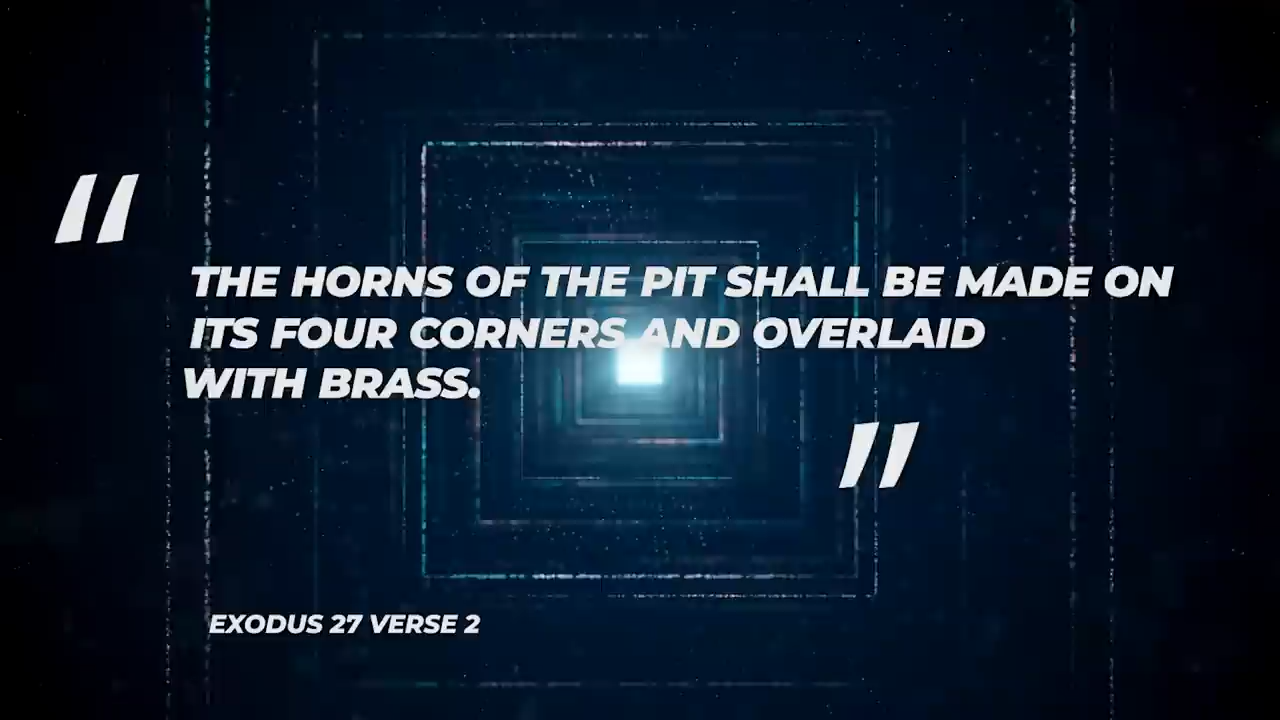 "
THE HORNS OF THE PIT SHALL BE MADE ON
ITS FOUR CORNERS AND OVERLAID
WITH BRASS.
"
EXODUS 27 VERSE 2